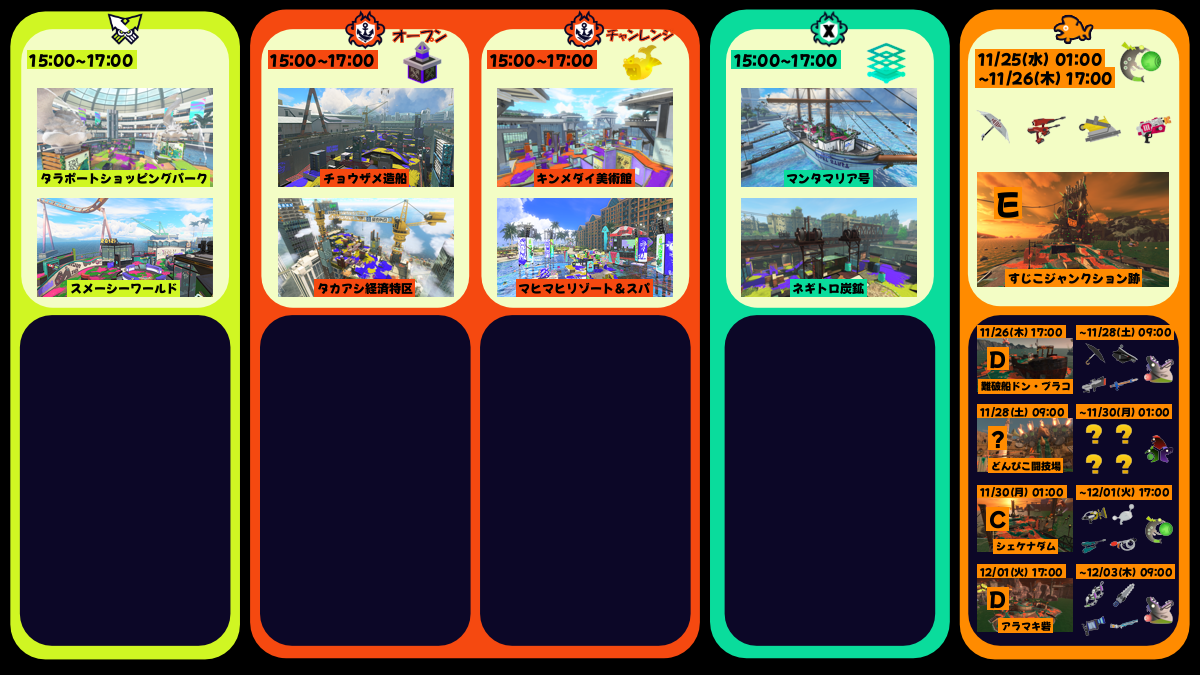 15:00~17:00
タラポートショッピングパーク
スメーシーワールド
オープン
15:00~17:00
チョウザメ造船
タカアシ経済特区
チャンレンジ
15:00~17:00
キンメダイ美術館
マヒマヒリゾート&スパ
X
15:00~17:00
マンタマリア号
ネギトロ炭鉱
11/25(水) 01:00
~11/26(木) 17:00
E
すじこジャンクション跡
11/26(木) 17:00 ~11/28(土) 09:00
D
難破船ドン・ブラコ
11/28(土) 09:00 ~11/30(月) 01:00
?
? ?
どんぴこ闘技場
? ?
11/30(月) 01:00 ~12/01(火) 17:00
C
シェケナダム
12/01(火) 17:00 ~12/03(木) 09:00
D
アラマキ砦